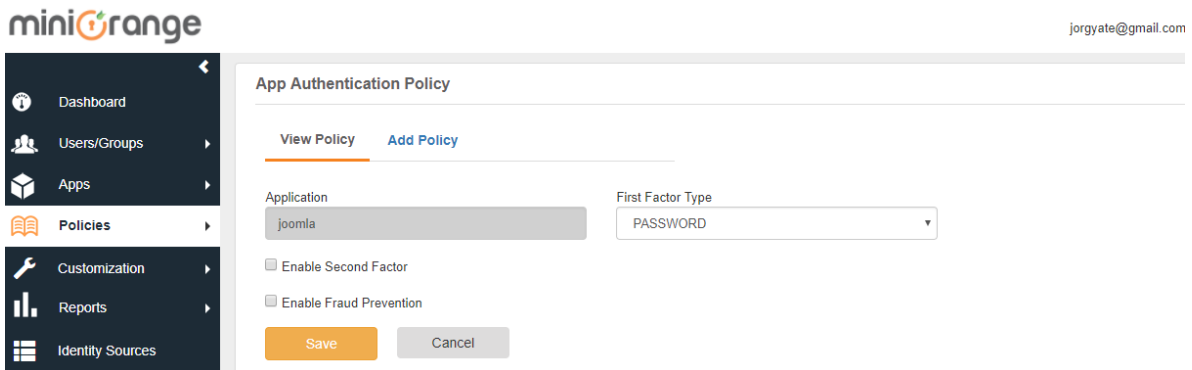 miniOrange
jorgyate@gmail.com
Dashboard
Users/Groups
Apps
Policies
Customization
Reports
Identity Sources
App Authentication Policy
View Policy Add Policy
Application First Factor Type
joomla PASSWORD
Enable Second Factor
Enable Fraud Prevention
Save Cancel